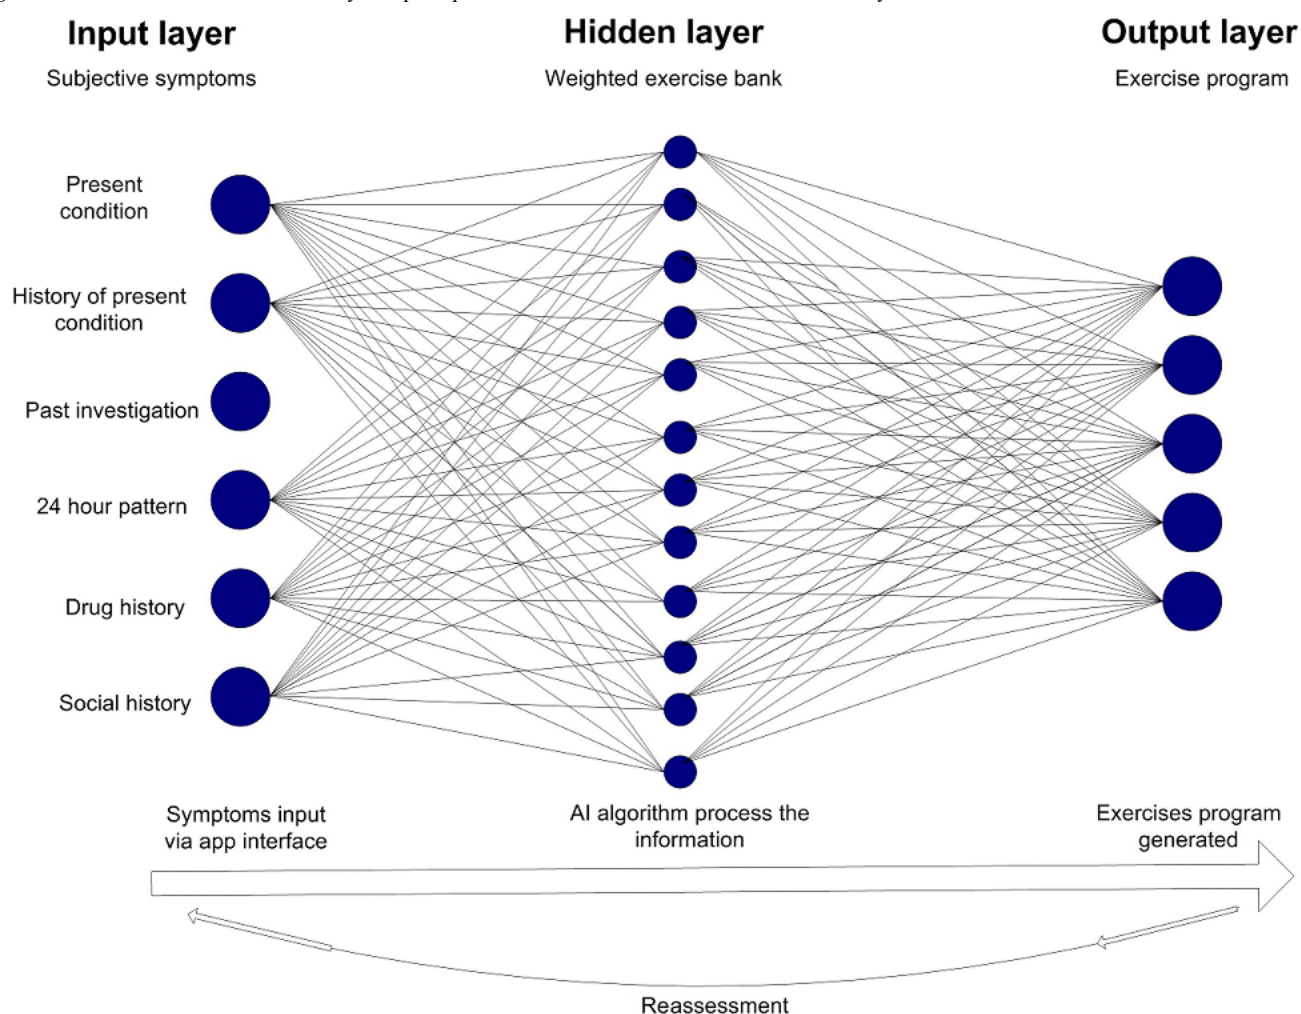 Input layer
Hidden layer
Output layer
Subjective symptoms
Weighted exercise bank
Exercise program
Present
condition
History of present
condition
Past investigation
24 hour pattern
Drug history
Social history
Symptoms input
via app interface
AI algorithm process the
information
Exercises program
generated
Reassessment